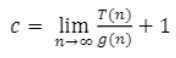 c = lim_{n→∞} T(n)/g(n) + 1